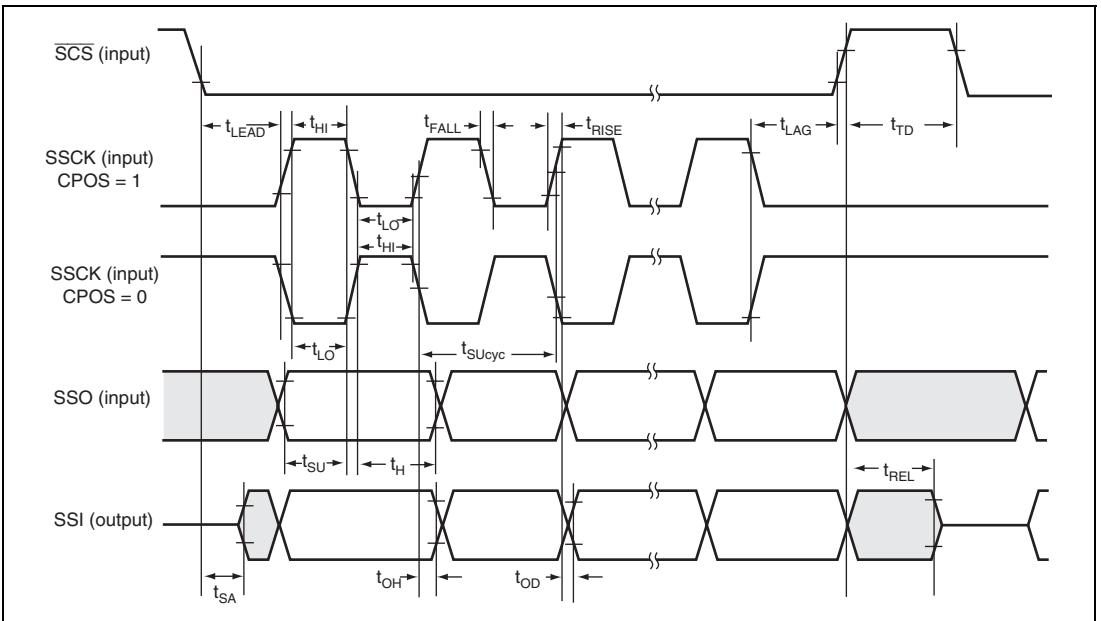 SCS (input)
tLEAD
tHI
tFALL
tRISE
tLAG
tTD
SSCK (input)
CPOS = 1
tLO
tHI
SSCK (input)
CPOS = 0
tLO
tSUcyc
SSO (input)
tSU
tH
tREL
SSI (output)
tOH
tOD
tSA